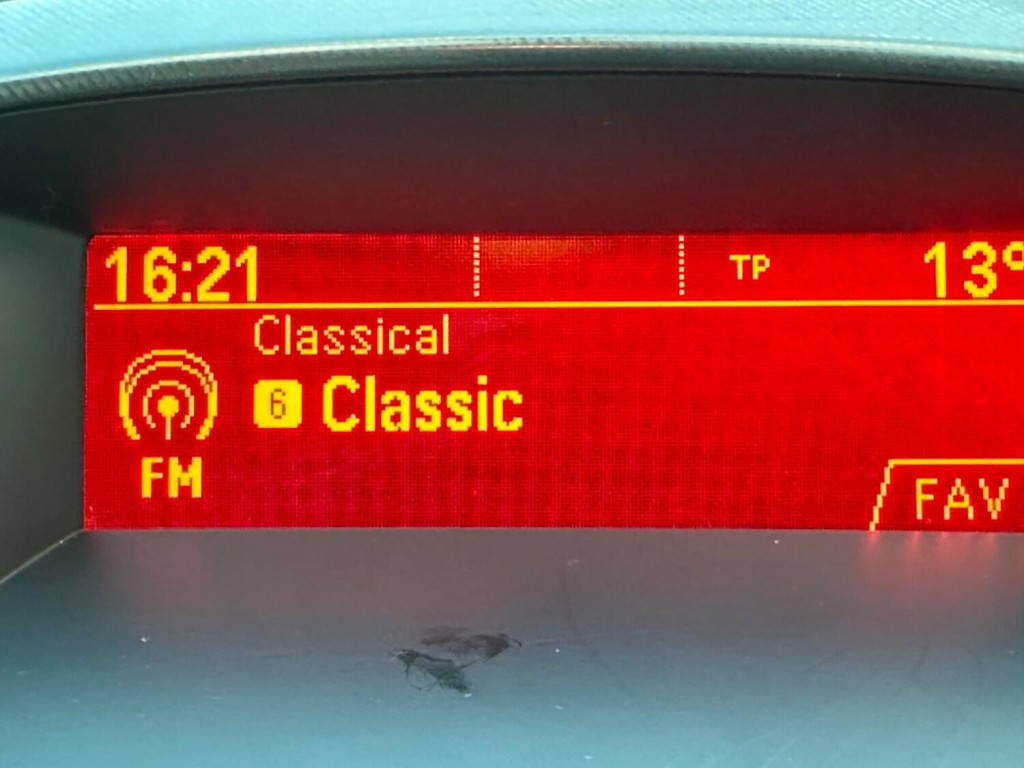 16:21 TP 13°
Classical
6 Classic
FM
FAV